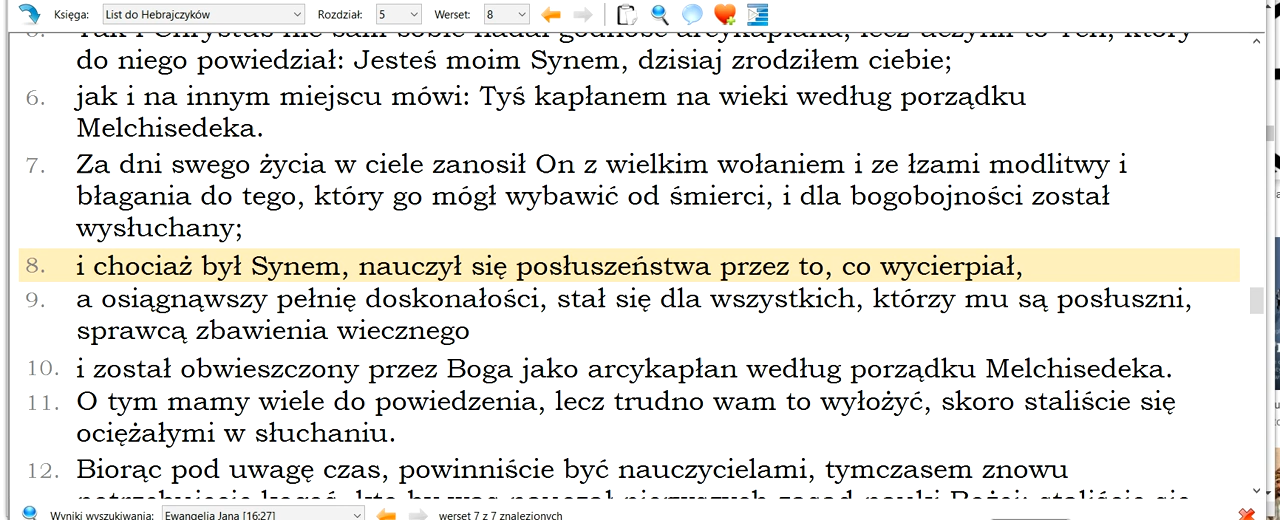 Księga: List do Hebrajczyków Rozdział: 5 Werset: 8
do niego powiedział: Jesteś moim Synem, dzisiaj zrodziłem ciebie;
6. jak i na innym miejscu mówi: Tyś kapłanem na wieki według porządku
Melchisedeka.
7. Za dni swego życia w ciele zanosił On z wielkim wołaniem i ze łzami modlitwy i
błagania do tego, który go mógł wybawić od śmierci, i dla bogobojności został
wysłuchany;
8. i chociaż był Synem, nauczył się posłuszeństwa przez to, co wycierpiał,
9. a osiągnąwszy pełnię doskonałości, stał się dla wszystkich, którzy mu są posłuszni,
sprawcą zbawienia wiecznego
10. i został obwieszczony przez Boga jako arcykapłan według porządku Melchisedeka.
11. O tym mamy wiele do powiedzenia, lecz trudno wam to wyłożyć, skoro staliście się
ociężałymi w słuchaniu.
12. Biorąc pod uwagę czas, powinniście być nauczycielami, tymczasem znowu
Wyniki wyszukiwania: Ewangelia Jana [16:27] werset 7 z 7 znalezionych